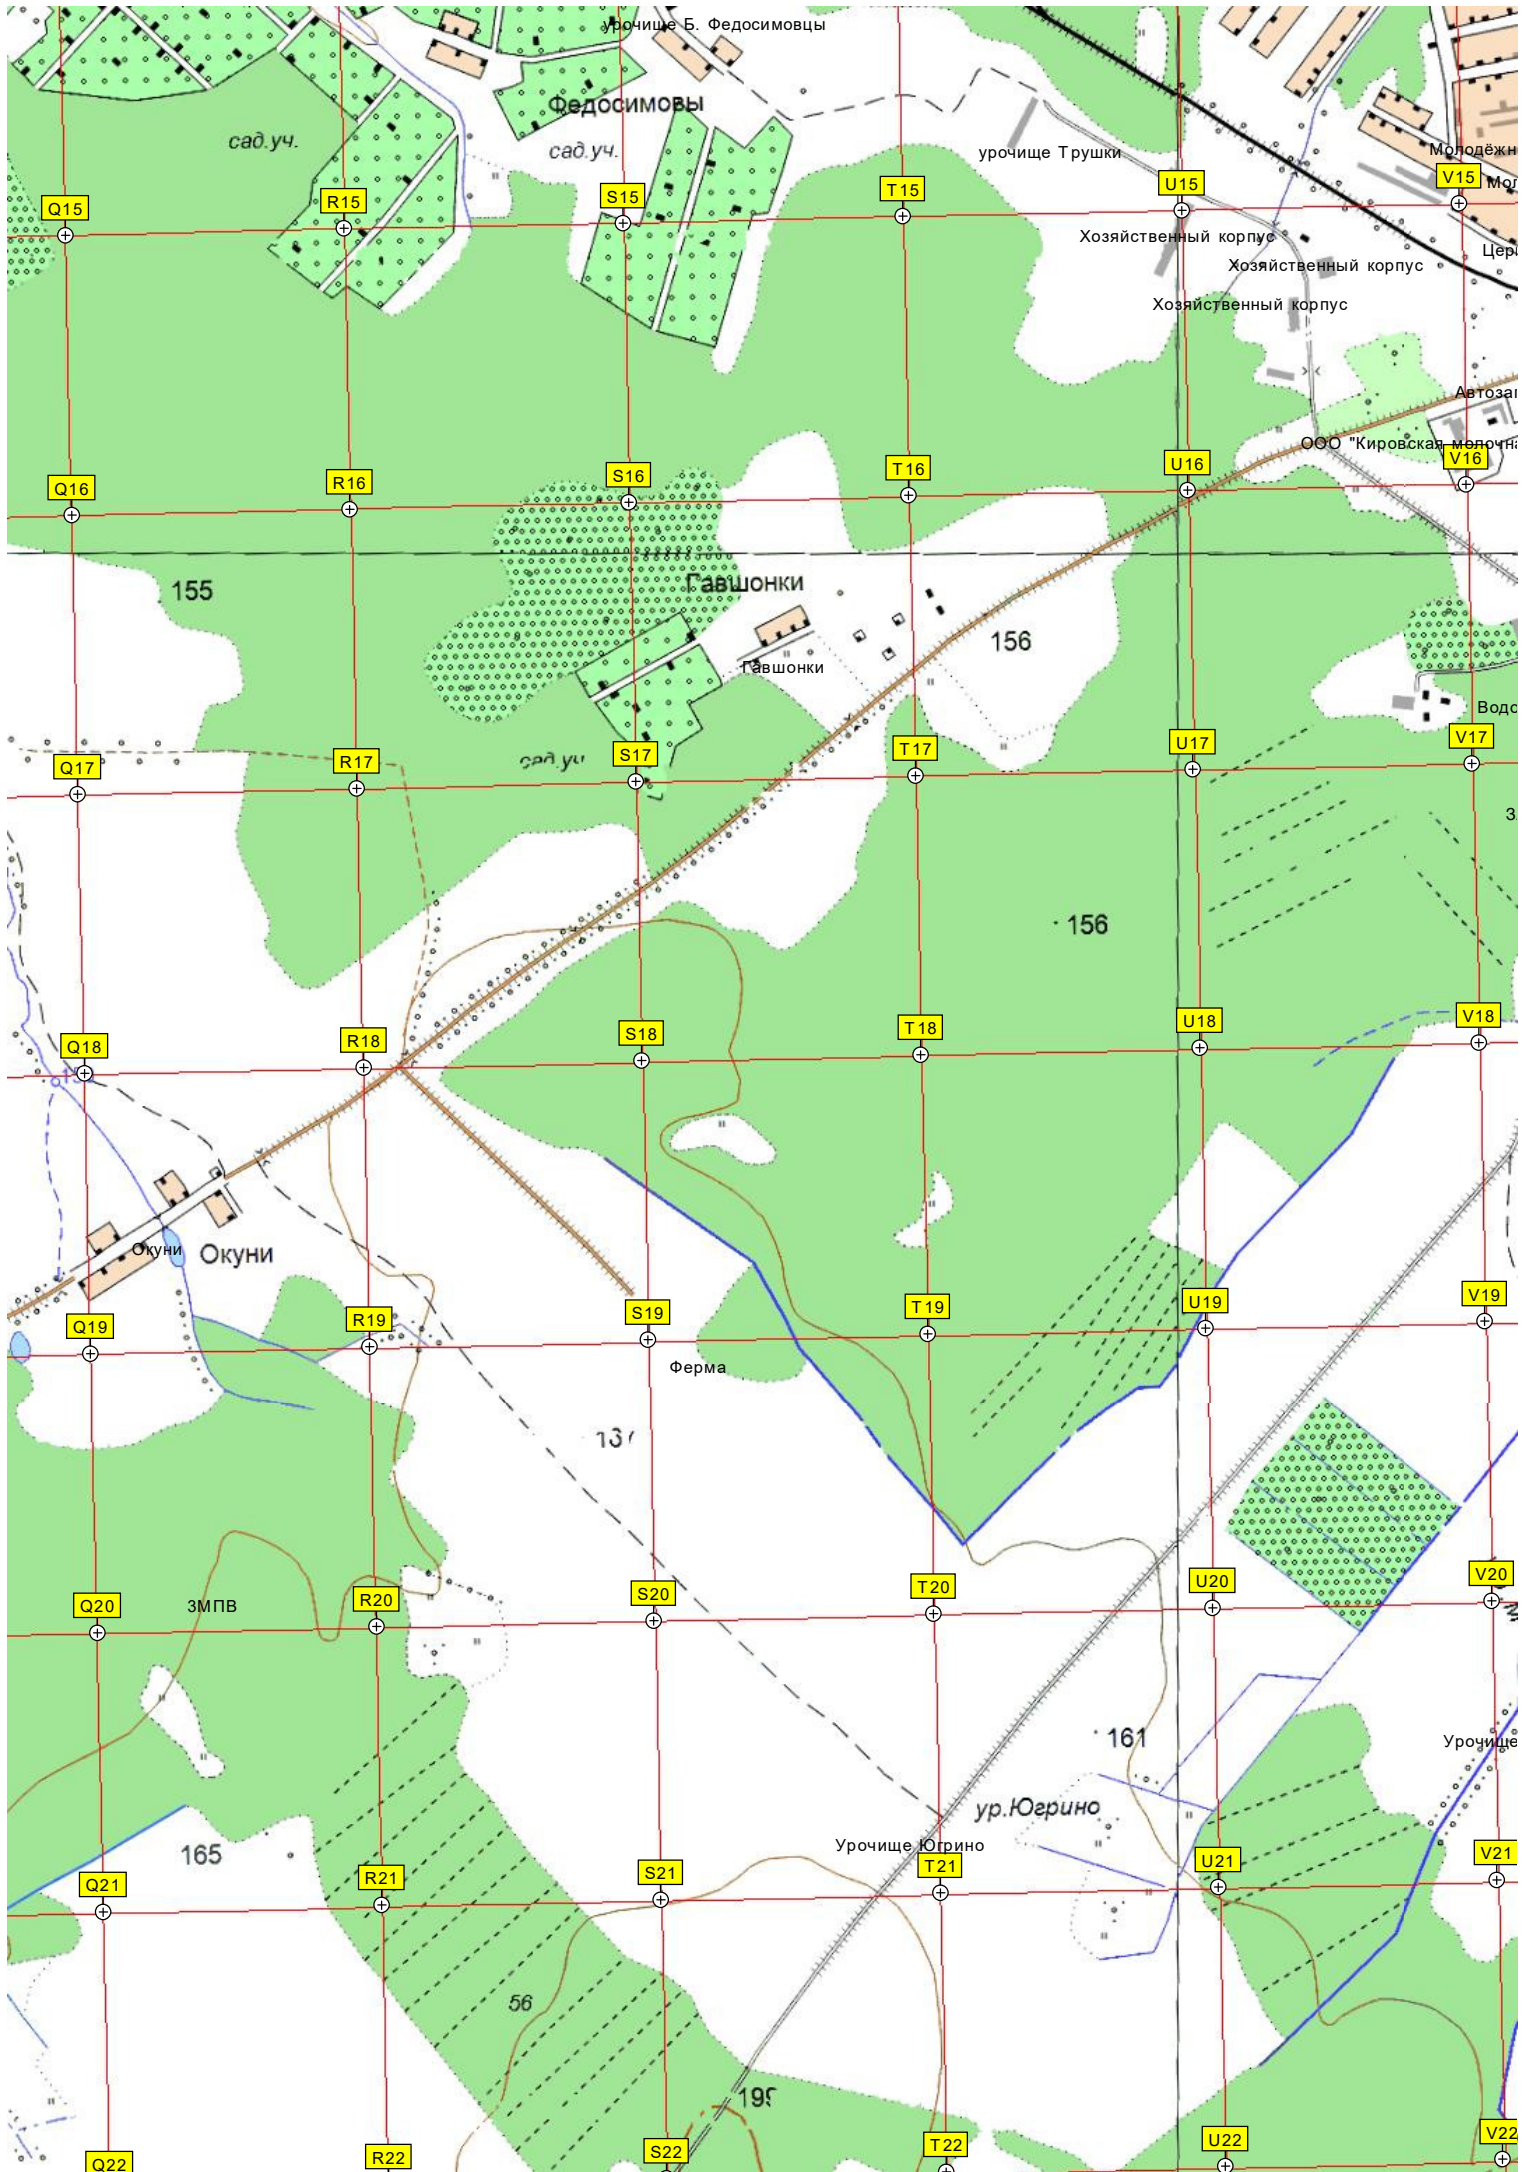 урочище Б. Федосимовцы
Федосимовы
сад.уч.
сад.уч.
урочище Трушки
Q15
R15
S15
T15
U15
V15
Хозяйственный корпус
Хозяйственный корпус
Хозяйственный корпус
ООО "Кировская
Q16
R16
S16
T16
U16
V16
155
Гавшонки
156
Гавшонки
Q17
R17
сад.уч
S17
T17
U17
V17
156
Q18
R18
S18
T18
U18
V18
Окуни
Окуни
Q19
R19
S19
T19
U19
V19
Ферма
Q20
ЗМПВ
R20
S20
T20
U20
V20
161
Урочище
ур.Югрино
Урочище Югрино
165
Q21
R21
S21
T21
U21
V21
56
Q22
R22
S22
T22
U22
V22